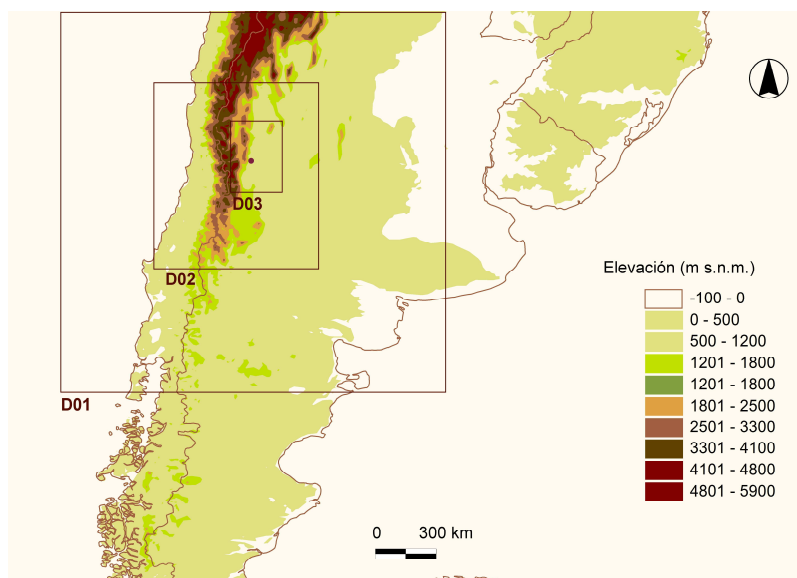 D03
D02
D01
Elevación (m s.n.m.)
-100 - 0
0 - 500
500 - 1200
1201 - 1800
1201 - 1800
1801 - 2500
2501 - 3300
3301 - 4100
4101 - 4800
4801 - 5900
0 300 km